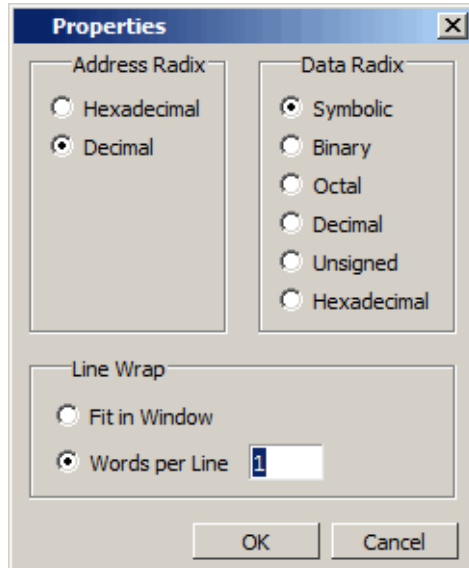 Properties
Address Radix
Hexadecimal
Decimal
Data Radix
Symbolic
Binary
Octal
Decimal
Unsigned
Hexadecimal
Line Wrap
Fit in Window
Words per Line 1
OK Cancel